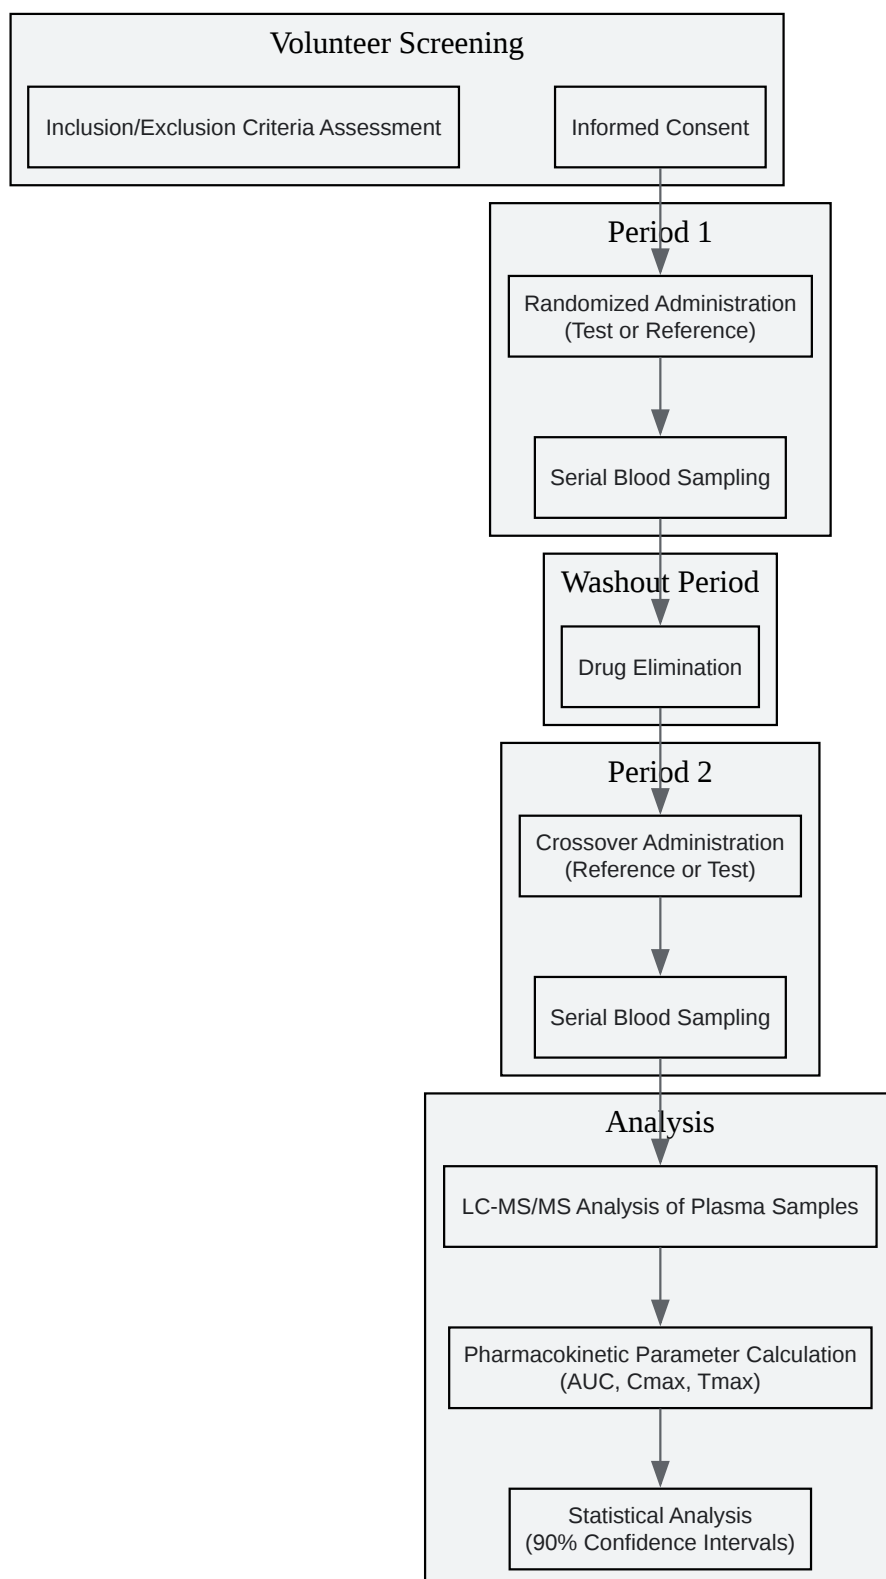 Volunteer Screening
Inclusion/Exclusion Criteria Assessment
Informed Consent
Period 1
Randomized Administration
(Test or Reference)
Serial Blood Sampling
Washout Period
Drug Elimination
Period 2
Crossover Administration
(Reference or Test)
Serial Blood Sampling
Analysis
LC-MS/MS Analysis of Plasma Samples
Pharmacokinetic Parameter Calculation
(AUC, Cmax, Tmax)
Statistical Analysis
(90% Confidence Intervals)